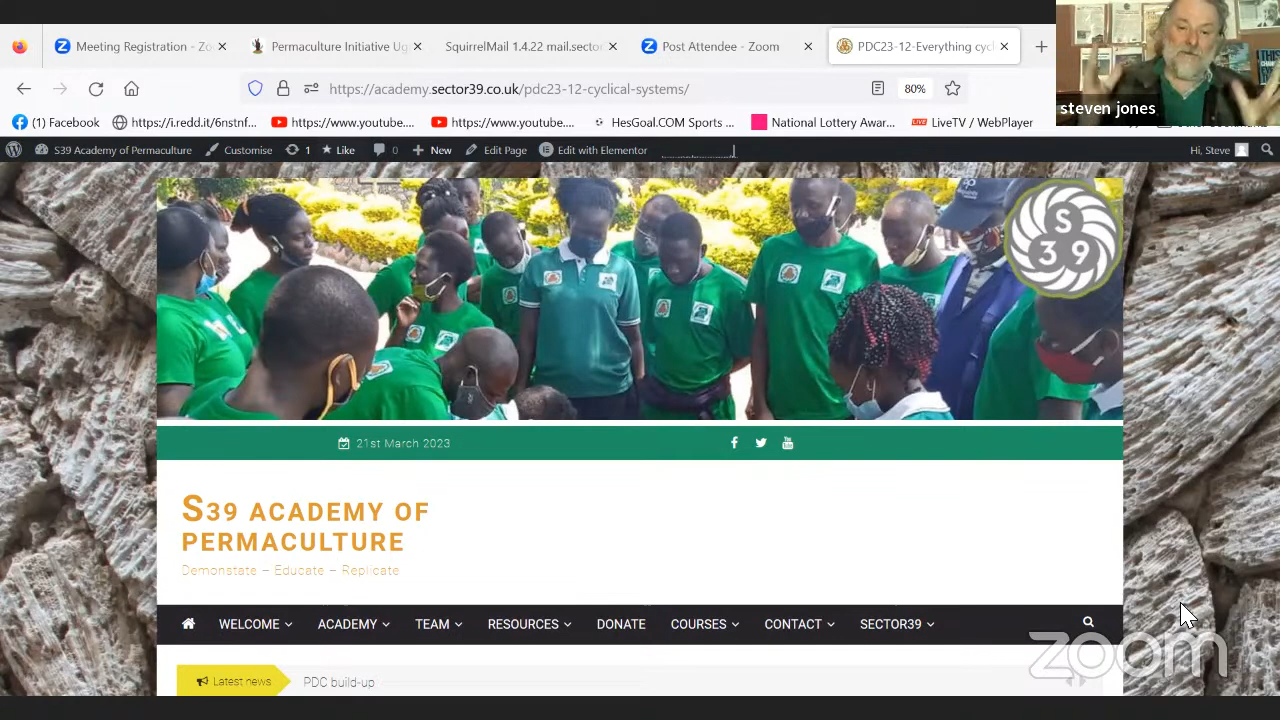 Meeting Registration - Zo
Permaculture Initiative Ug
SquirrelMail 1.4.22 mail.secto
Post Attendee - Zoom
PDC23-12-Everything cycl
https://academy.sector39.co.uk/pdc23-12-cyclical-systems/
80%
steven jones
(1) Facebook
https://i.redd.it/6nstnf...
https://www.youtube....
https://www.youtube....
HesGoal.COM Sports ...
National Lottery Awar...
LIVE
LiveTV / WebPlayer
S39 Academy of Permaculture
Customise
1
Like
0
New
Edit Page
Edit with Elementor
Hi, Steve
S
39
21st March 2023
S39 ACADEMY OF
PERMACULTURE
Demonstate – Educate – Replicate
WELCOME
ACADEMY
TEAM
RESOURCES
DONATE
COURSES
CONTACT
SECTOR39
zoom
Latest news
PDC build-up